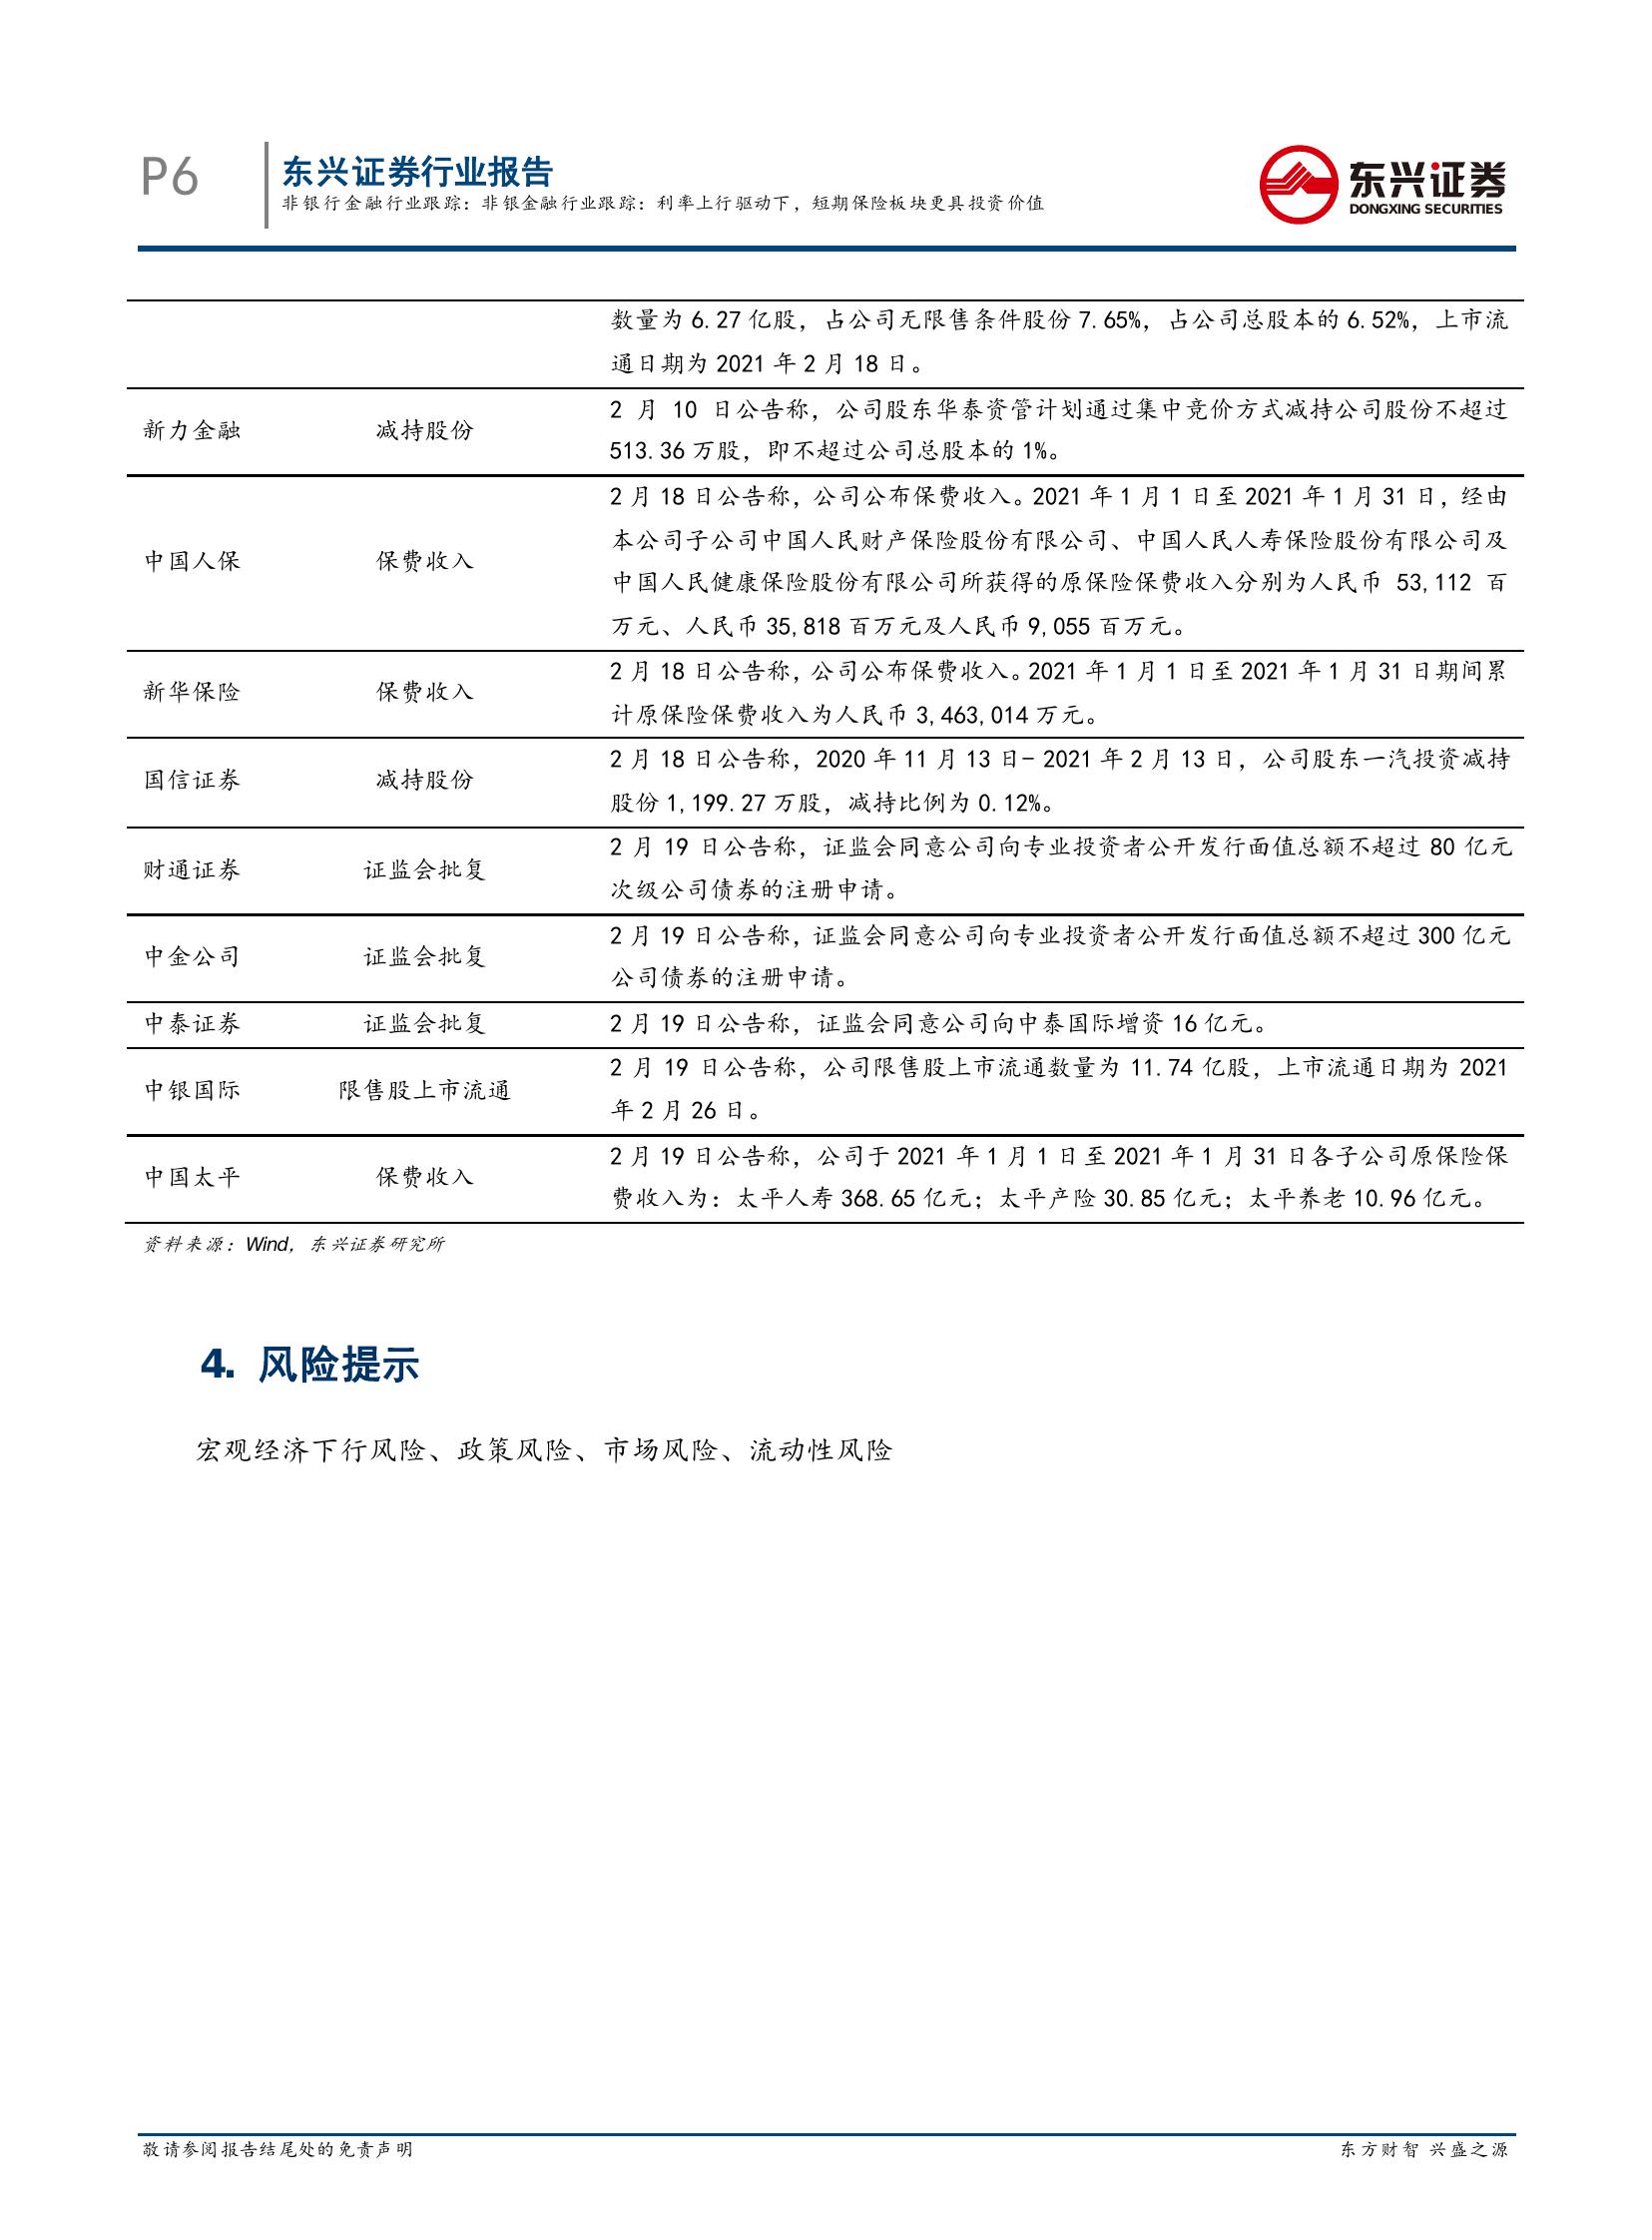 P6
东兴证券行业报告
非银行金融行业跟踪：非银金融行业跟踪：利率上行驱动下，短期保险板块更具投资价值
东兴证券
DONGXING SECURITIES
数量为 6.27 亿股，占公司无限售条件股份 7.65%，占公司总股本的 6.52%，上市流
通日期为 2021 年 2 月 18 日。
新力金融
减持股份
2 月 10 日公告称，公司股东华泰资管计划通过集中竞价方式减持公司股份不超过
513.36 万股，即不超过公司总股本的 1%。
中国人保
保费收入
2 月 18 日公告称，公司公布保费收入。2021 年 1 月 1 日至 2021 年 1 月 31 日，经由
本公司子公司中国人民财产保险股份有限公司、中国人民人寿保险股份有限公司及
中国人民健康保险股份有限公司所获得的原保险保费收入分别为人民币 53,112 百
万元、人民币 35,818 百万元及人民币 9,055 百万元。
新华保险
保费收入
2 月 18 日公告称，公司公布保费收入。2021 年 1 月 1 日至 2021 年 1 月 31 日期间累
计原保险保费收入为人民币 3,463,014 万元。
国信证券
减持股份
2 月 18 日公告称，2020 年 11 月 13 日- 2021 年 2 月 13 日，公司股东一汽投资减持
股份 1,199.27 万股，减持比例为 0.12%。
财通证券
证监会批复
2 月 19 日公告称，证监会同意公司向专业投资者公开发行面值总额不超过 80 亿元
次级公司债券的注册申请。
中金公司
证监会批复
2 月 19 日公告称，证监会同意公司向专业投资者公开发行面值总额不超过 300 亿元
公司债券的注册申请。
中泰证券
证监会批复
2 月 19 日公告称，证监会同意公司向中泰国际增资 16 亿元。
中银国际
限售股上市流通
2 月 19 日公告称，公司限售股上市流通数量为 11.74 亿股，上市流通日期为 2021
年 2 月 26 日。
中国太平
保费收入
2 月 19 日公告称，公司于 2021 年 1 月 1 日至 2021 年 1 月 31 日各子公司原保险保
费收入为：太平人寿 368.65 亿元；太平产险 30.85 亿元；太平养老 10.96 亿元。
资料来源：Wind，东兴证券研究所
4. 风险提示
宏观经济下行风险、政策风险、市场风险、流动性风险
敬请参阅报告结尾处的免责声明
东方财智 兴盛之源